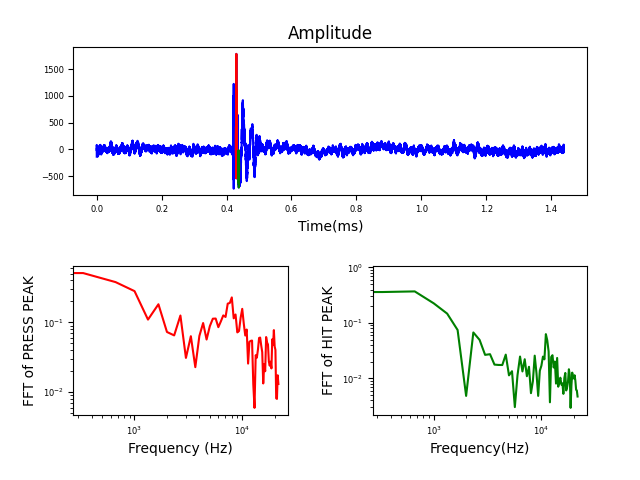 Amplitude
1500
1000
500
0
−500
0.0 0.2 0.4 0.6 0.8 1.0 1.2 1.4
Time(ms)
FFT of PRESS PEAK
10⁻¹
10⁻²
10³ 10⁴
Frequency (Hz)
FFT of HIT PEAK
10⁰
10⁻¹
10⁻²
10³ 10⁴
Frequency(Hz)